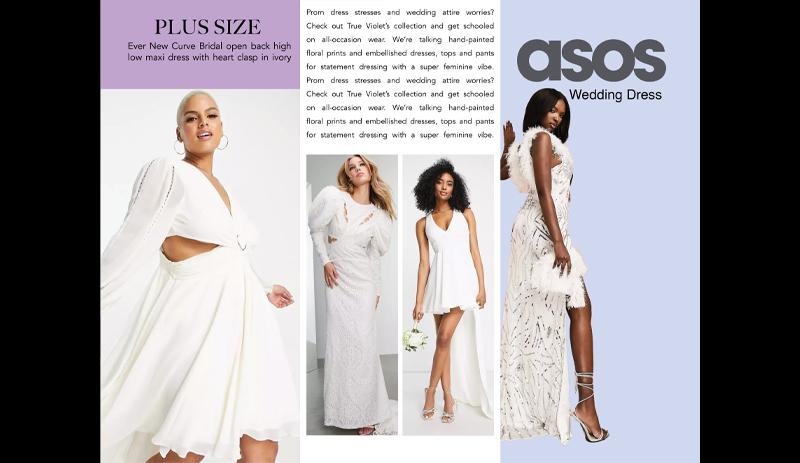 PLUS SIZE
Ever New Curve Bridal open back high
low maxi dress with heart clasp in ivory
Prom dress stresses and wedding attire worries?
Check out True Violet's collection and get schooled
on all-occasion wear. We're talking hand-painted
floral prints and embellished dresses, tops and pants
for statement dressing with a super feminine vibe.
Prom dress stresses and wedding attire worries?
Check out True Violet's collection and get schooled
on all-occasion wear. We're talking hand-painted
floral prints and embellished dresses, tops and pants
for statement dressing with a super feminine vibe.
asos
Wedding Dress